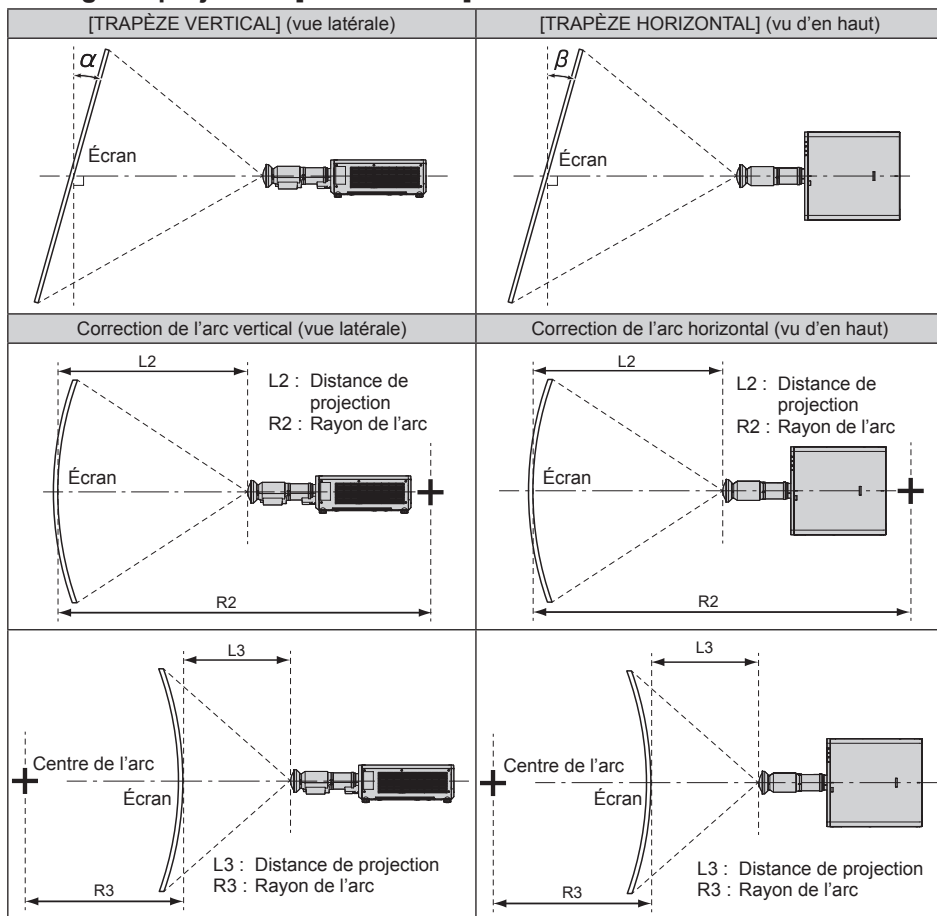 [TRAPÈZE VERTICAL] (vue latérale)
[TRAPÈZE HORIZONTAL] (vu d'en haut)
α
Écran
β
Écran
Correction de l'arc vertical (vue latérale)
Correction de l'arc horizontal (vu d'en haut)
L2
L2 : Distance de
projection
R2 : Rayon de l'arc
Écran
R2
L2
L2 : Distance de
projection
R2 : Rayon de l'arc
Écran
R2
L3
Centre de l'arc
Écran
L3 : Distance de projection
R3 : Rayon de l'arc
R3
L3
Centre de l'arc
Écran
L3 : Distance de projection
R3 : Rayon de l'arc
R3